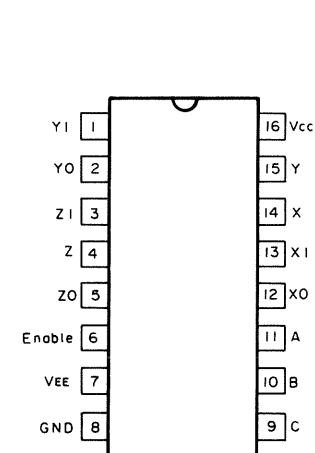 Y1 1 16 Vcc
Y0 2 15 Y
Z1 3 14 X
Z 4 13 X1
Z0 5 12 X0
Enable 6 11 A
VEE 7 10 B
GND 8 9 C